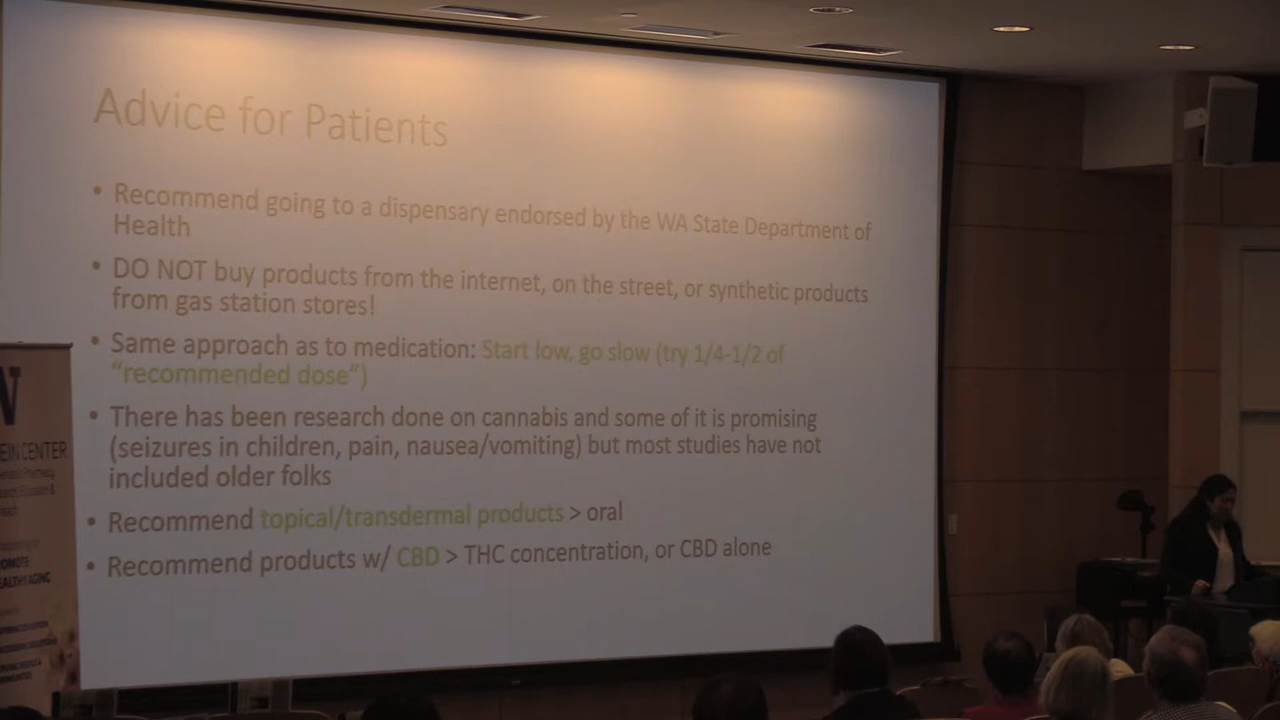 Advice for Patients
• Recommend going to a dispensary endorsed by the WA State Department of
Health
• DO NOT buy products from the internet, on the street, or synthetic products
from gas station stores!
• Same approach as to medication: Start low, go slow (try 1/4-1/2 of
“recommended dose”)
• There has been research done on cannabis and some of it is promising
(seizures in children, pain, nausea/vomiting) but most studies have not
included older folks
• Recommend topical/transdermal products > oral
• Recommend products w/ CBD > THC concentration, or CBD alone
EIN CENTER